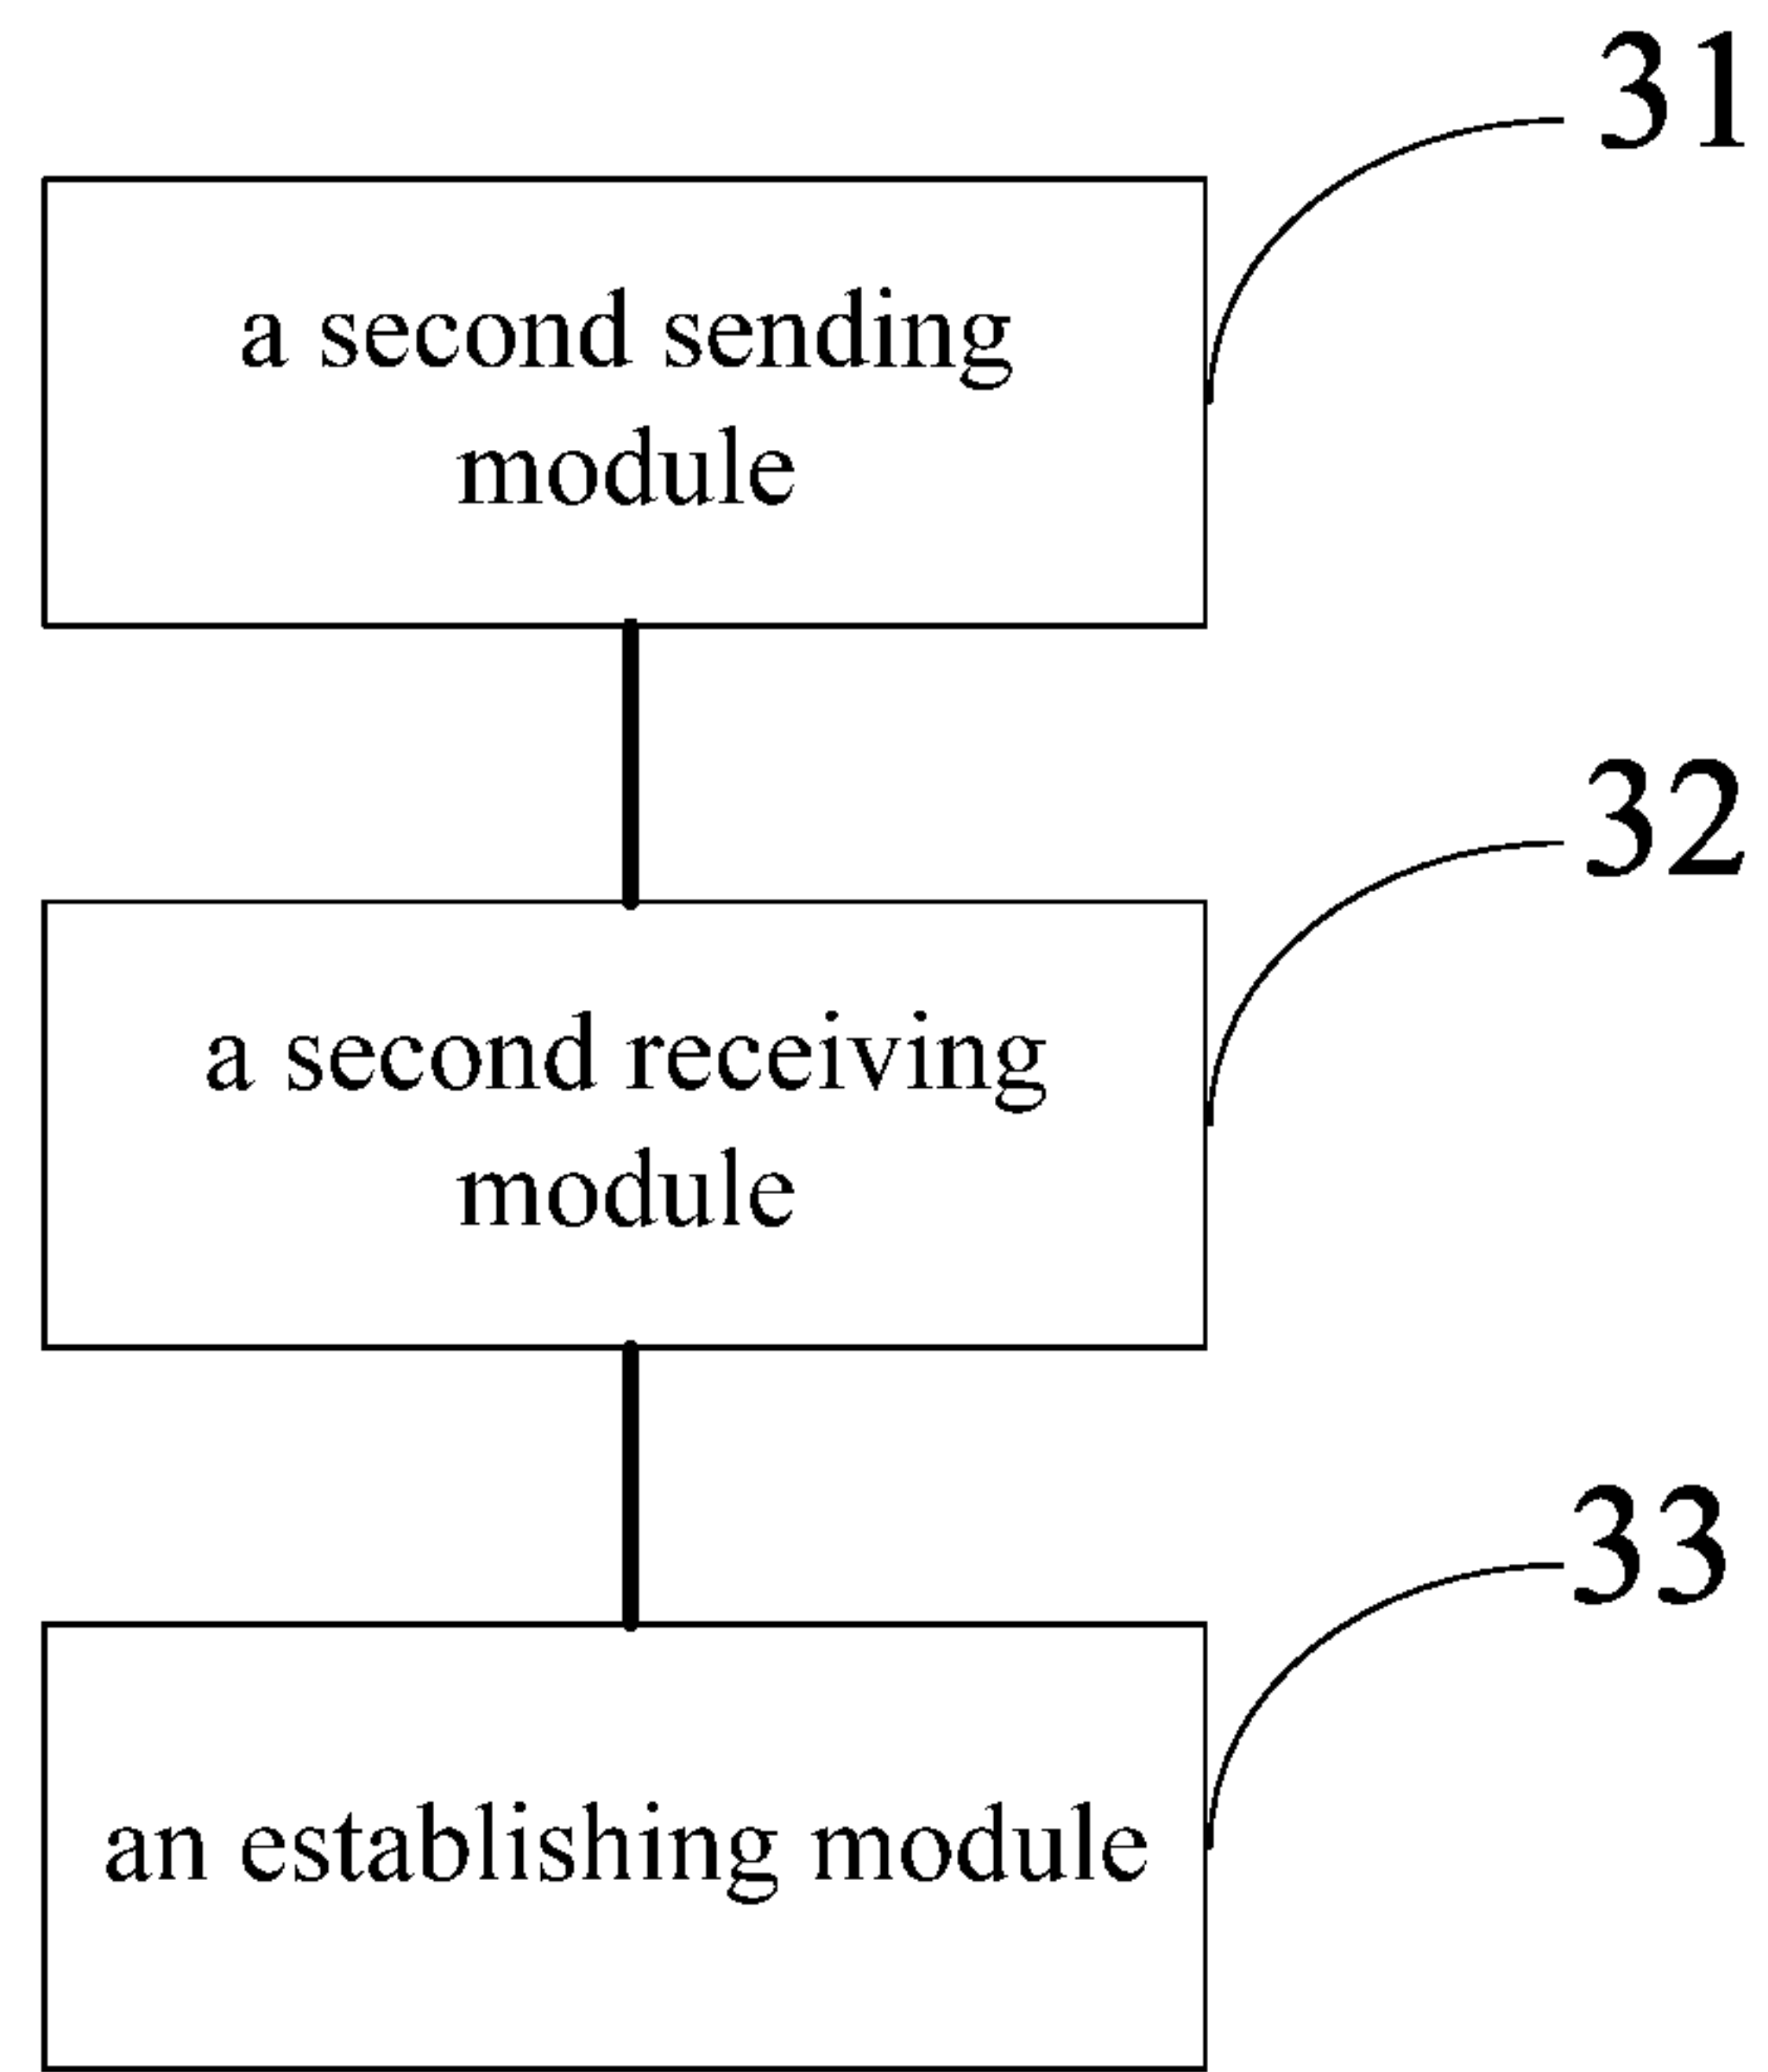 31
a second sending
module
32
a second receiving
module
33
an establishing module